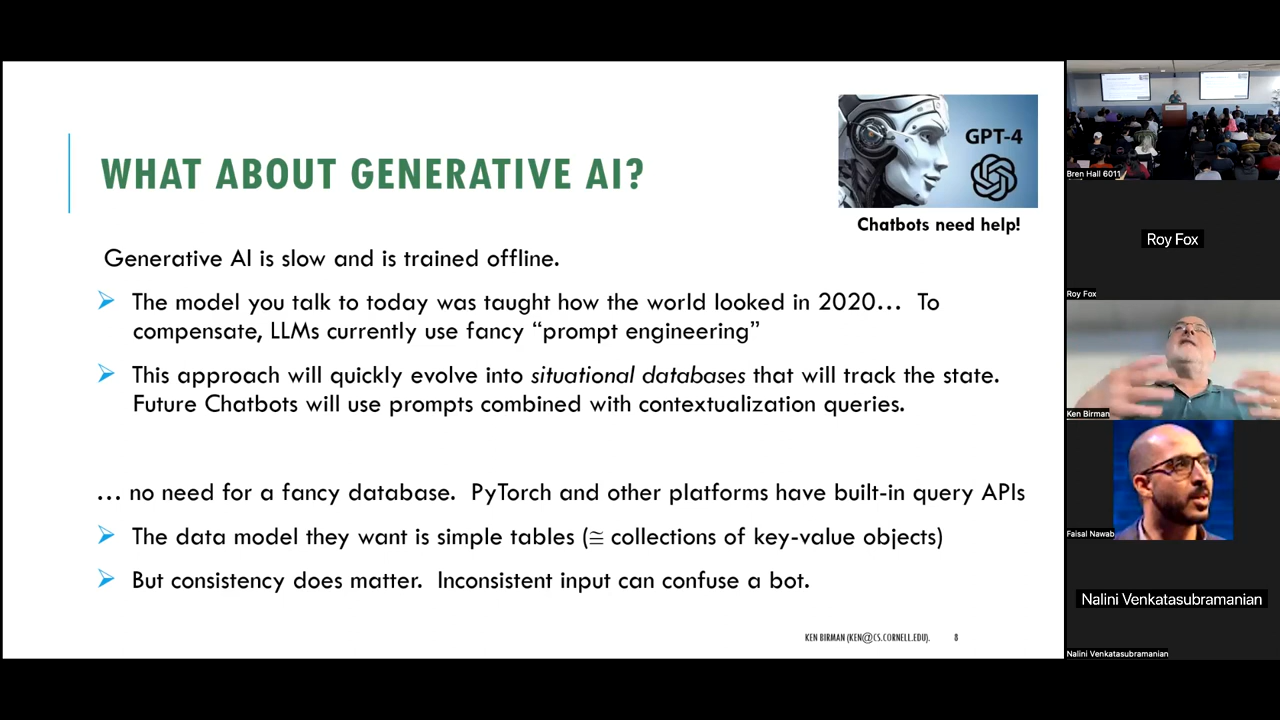 WHAT ABOUT GENERATIVE AI?
GPT-4
Chatbots need help!
Generative AI is slow and is trained offline.
➢ The model you talk to today was taught how the world looked in 2020… To
compensate, LLMs currently use fancy “prompt engineering”
➢ This approach will quickly evolve into situational databases that will track the state.
Future Chatbots will use prompts combined with contextualization queries.
… no need for a fancy database. PyTorch and other platforms have built-in query APIs
➢ The data model they want is simple tables (≅ collections of key-value objects)
➢ But consistency does matter. Inconsistent input can confuse a bot.
KEN BIRMAN (KEN@CS.CORNELL.EDU). 8
Bren Hall 6011
Roy Fox
Roy Fox
Ken Birman
Faisal Nawab
Nalini Venkatasubramanian
Nalini Venkatasubramanian